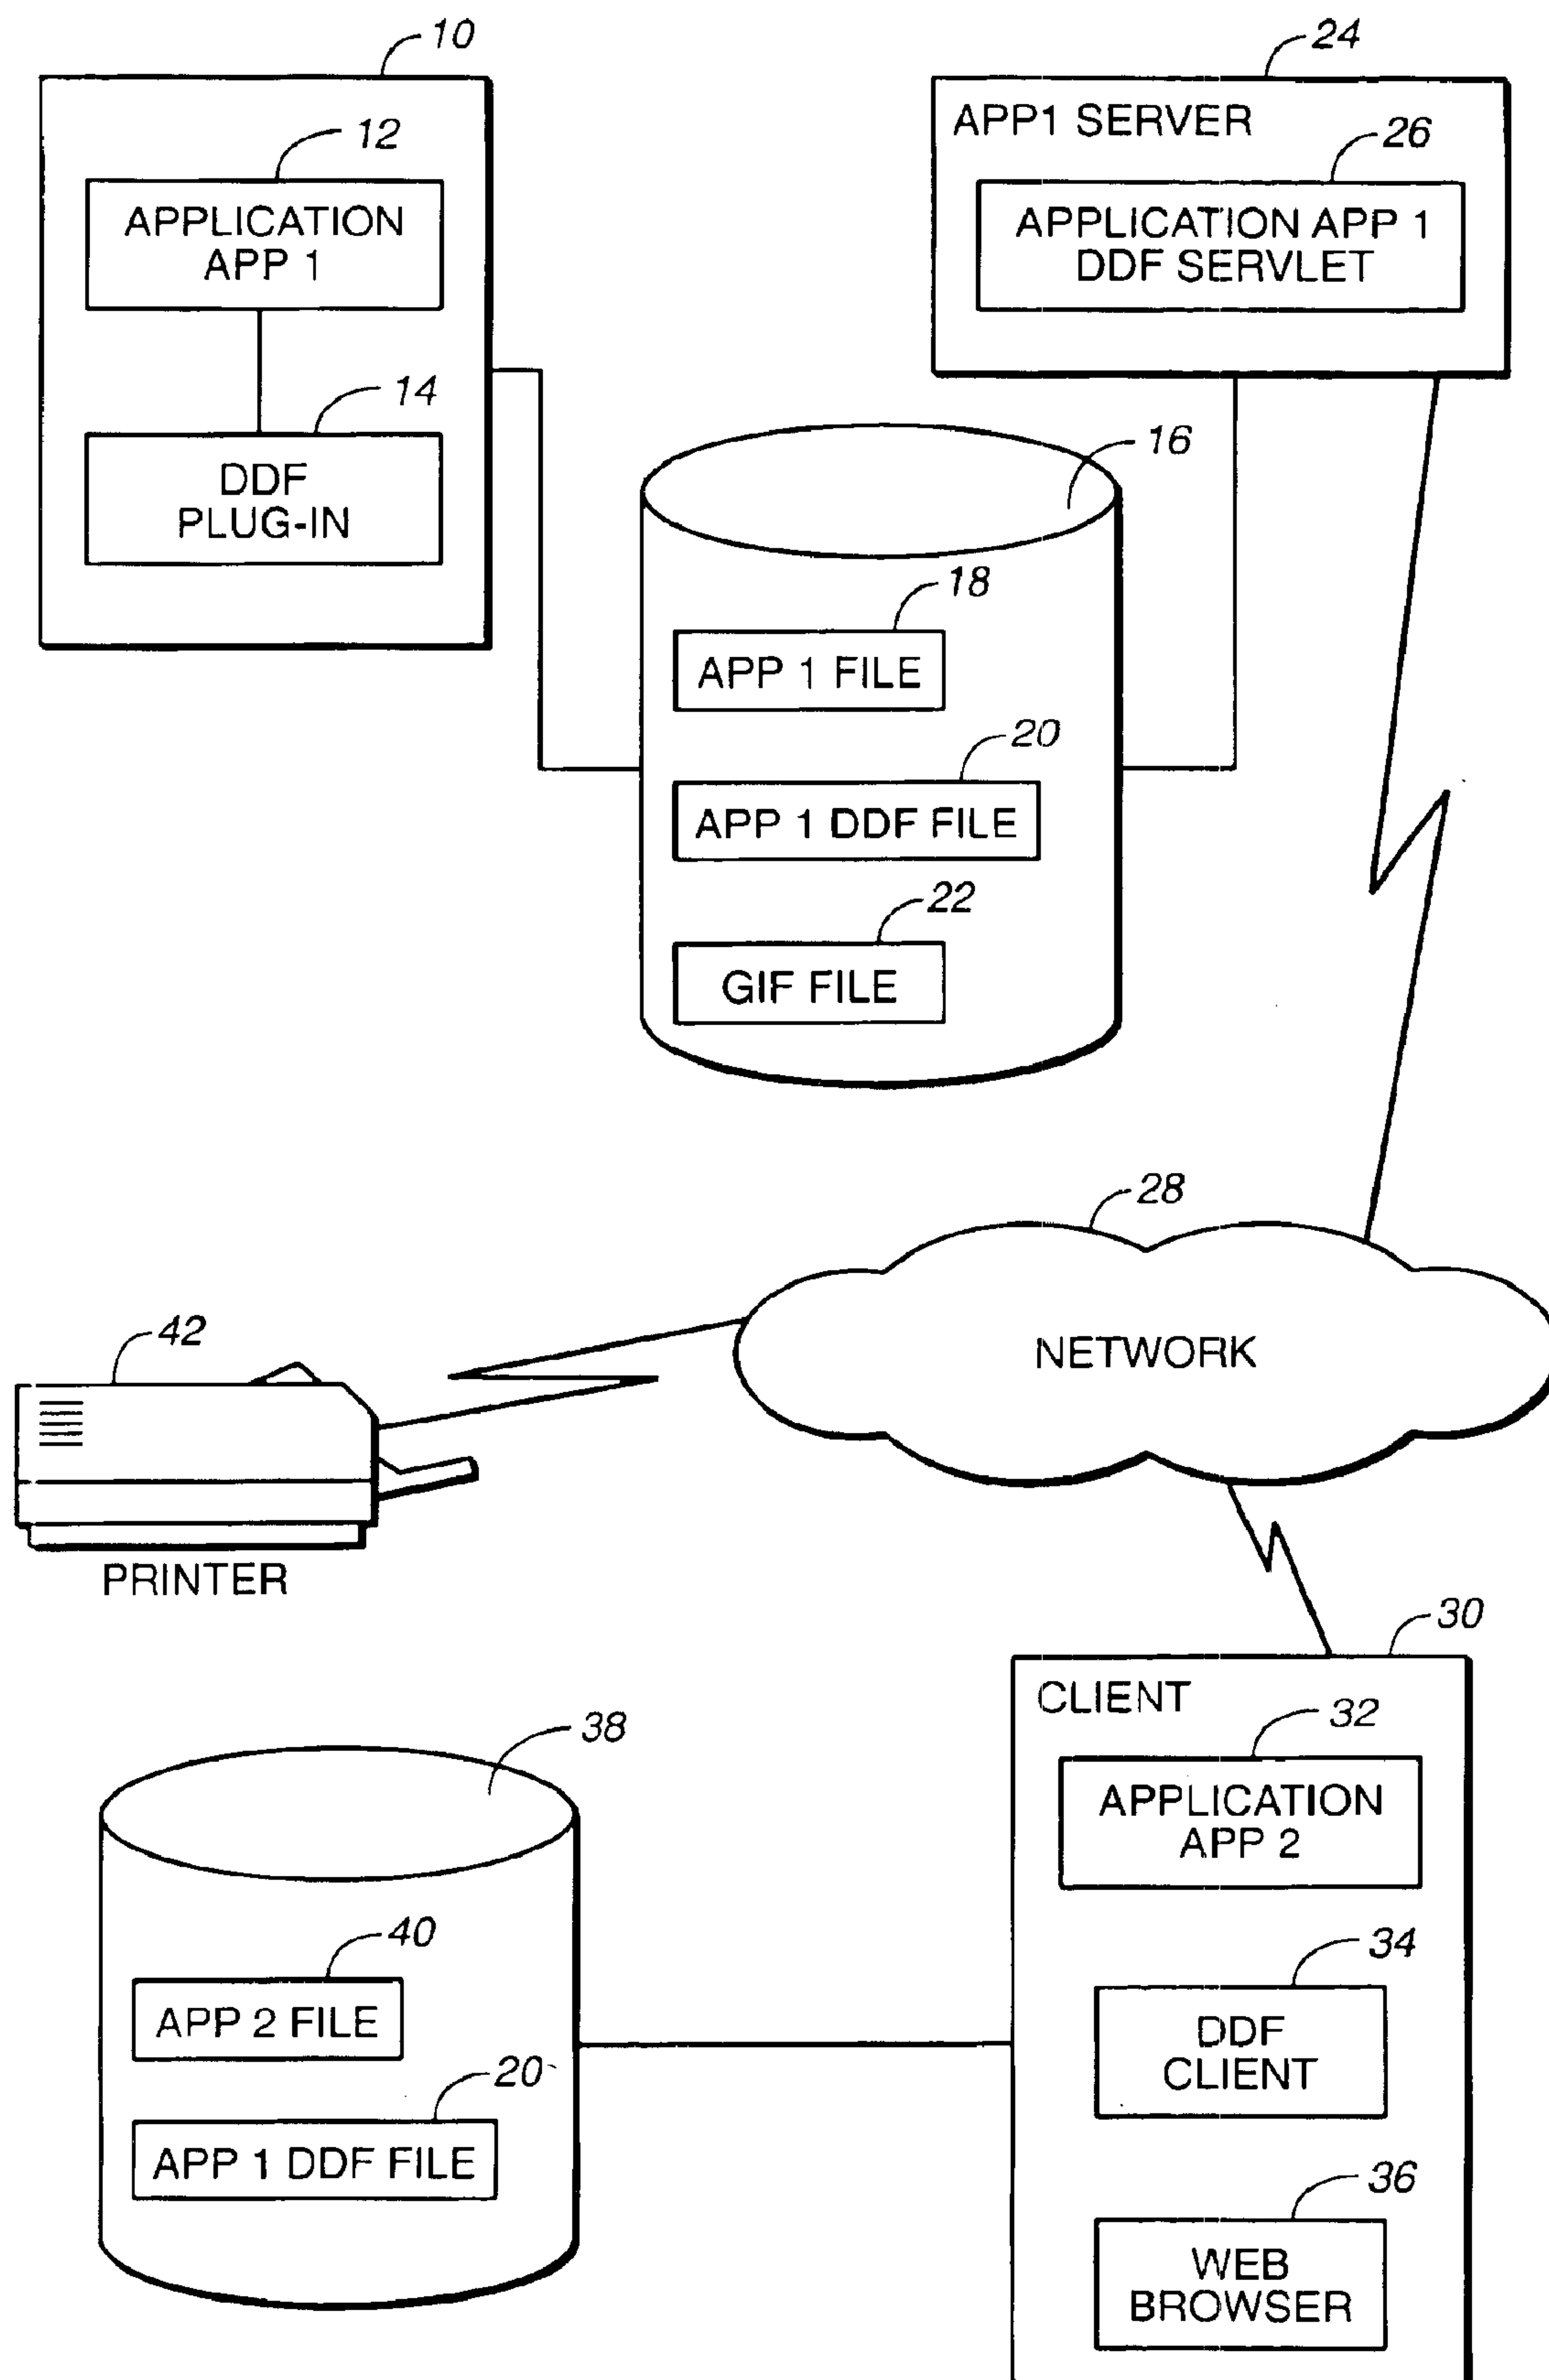 10
12
APPLICATION
APP 1
14
DDF
PLUG-IN
24
APP1 SERVER
26
APPLICATION APP 1
DDF SERVLET
16
18
APP 1 FILE
20
APP 1 DDF FILE
22
GIF FILE
28
NETWORK
42
PRINTER
30
CLIENT
32
APPLICATION
APP 2
34
DDF
CLIENT
36
WEB
BROWSER
38
40
APP 2 FILE
20
APP 1 DDF FILE